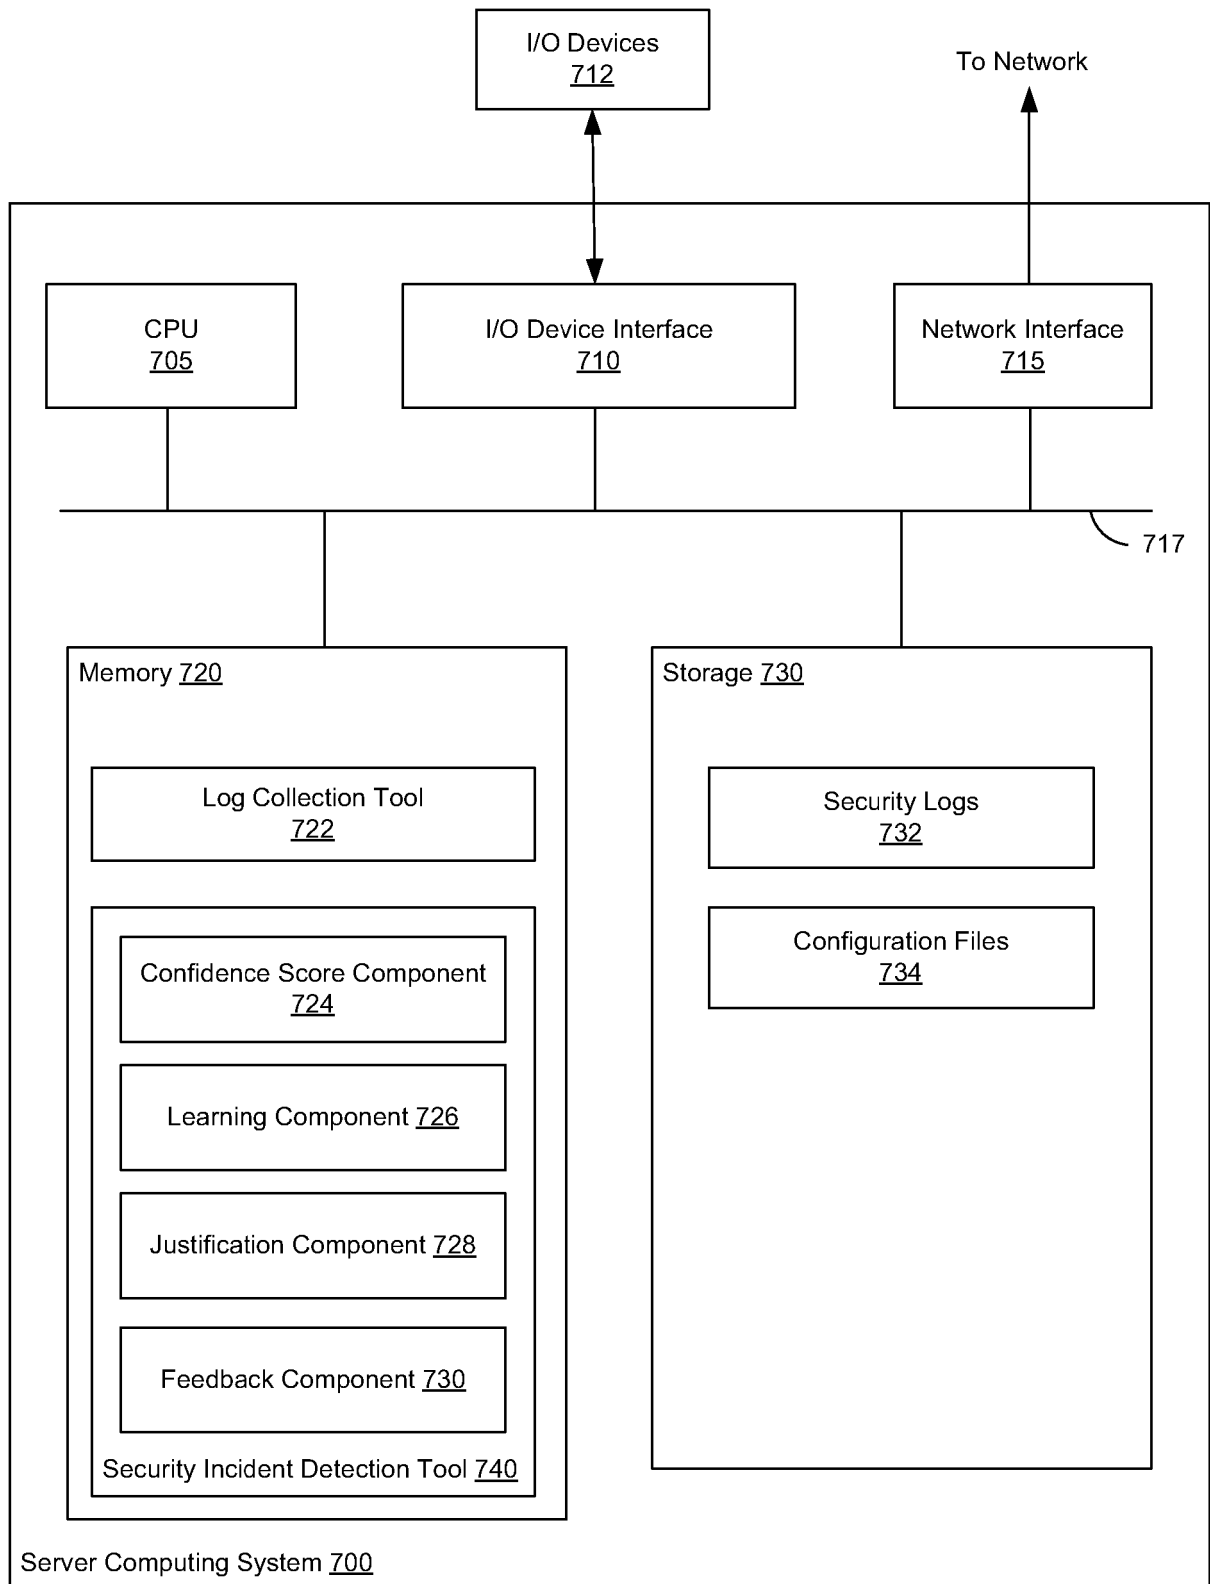 I/O Devices
712
To Network
CPU
705
I/O Device Interface
710
Network Interface
715
717
Memory 720
Storage 730
Log Collection Tool
722
Security Logs
732
Configuration Files
734
Confidence Score Component
724
Learning Component 726
Justification Component 728
Feedback Component 730
Security Incident Detection Tool 740
Server Computing System 700